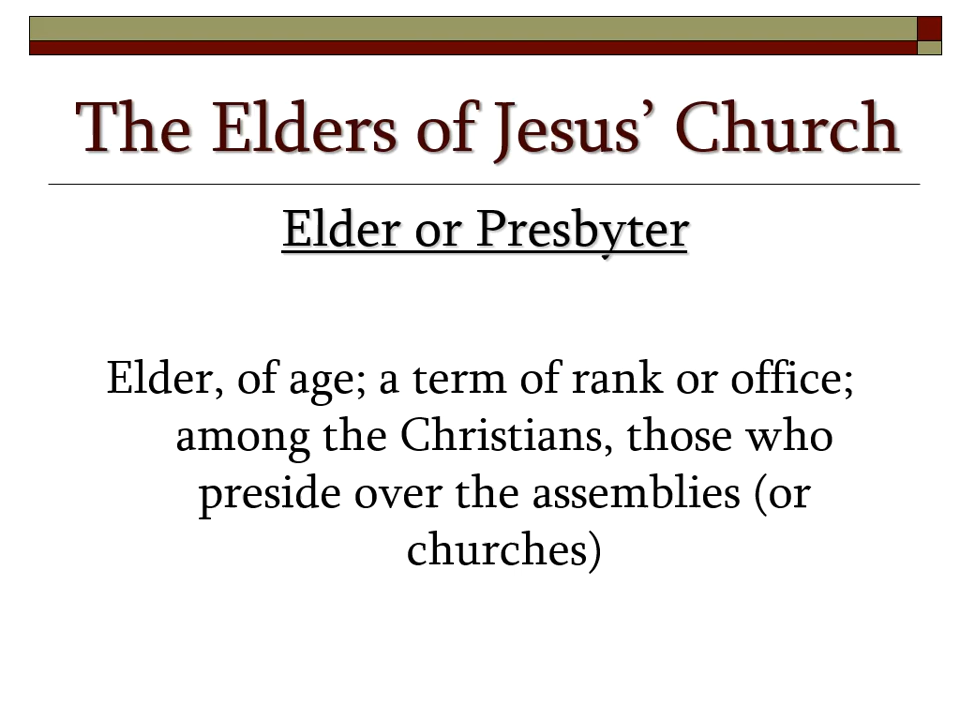 The Elders of Jesus’ Church
Elder or Presbyter
Elder, of age; a term of rank or office;
among the Christians, those who
preside over the assemblies (or
churches)